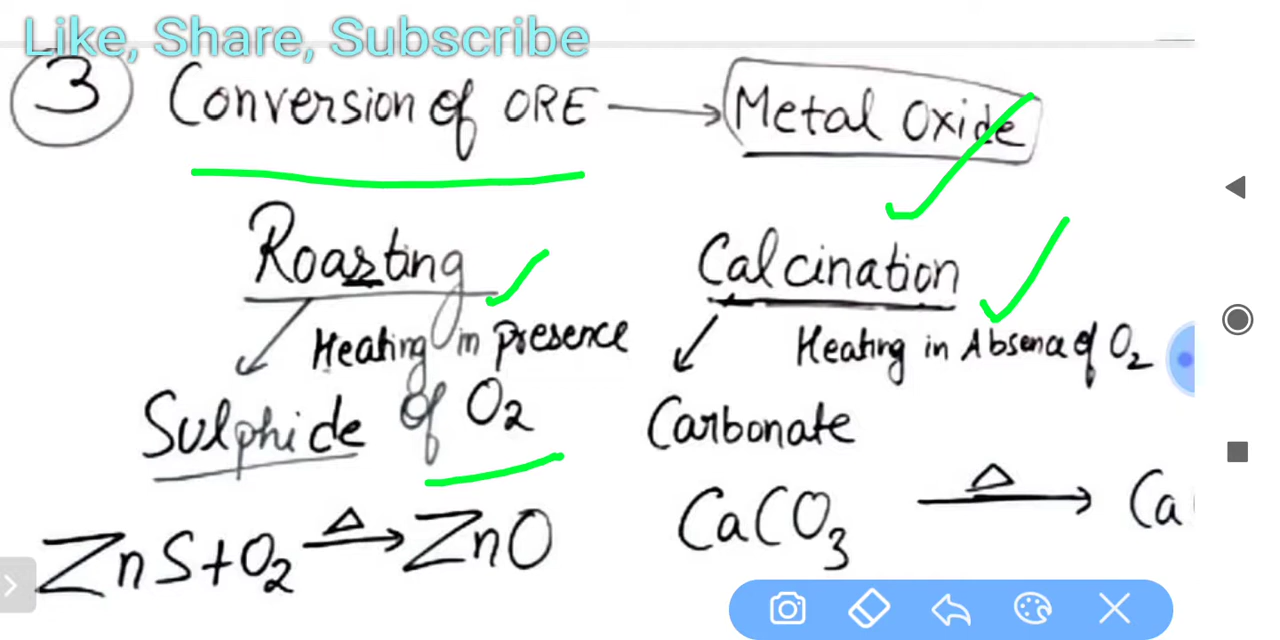 Like, Share, Subscribe
3 Conversion of ORE → Metal Oxide
Roasting
Heating in presence
of O2
Sulphide
ZnS+O2 Δ→ ZnO
Calcination
Heating in Absence of O2
Carbonate
CaCO3 Δ→ Ca